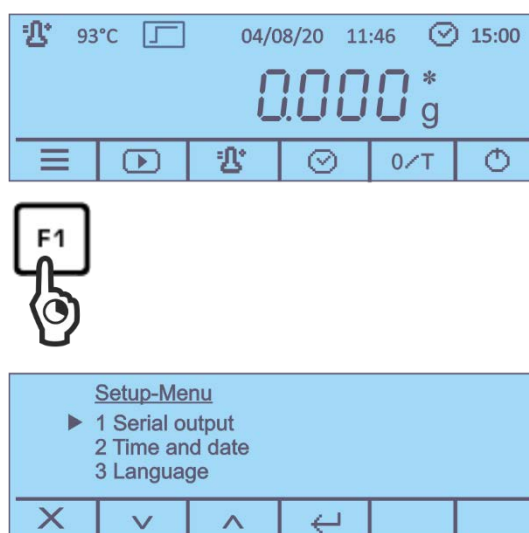 93°C 04/08/20 11:46 15:00
0.000 * g
0/T
F1
Setup-Menu
1 Serial output
2 Time and date
3 Language